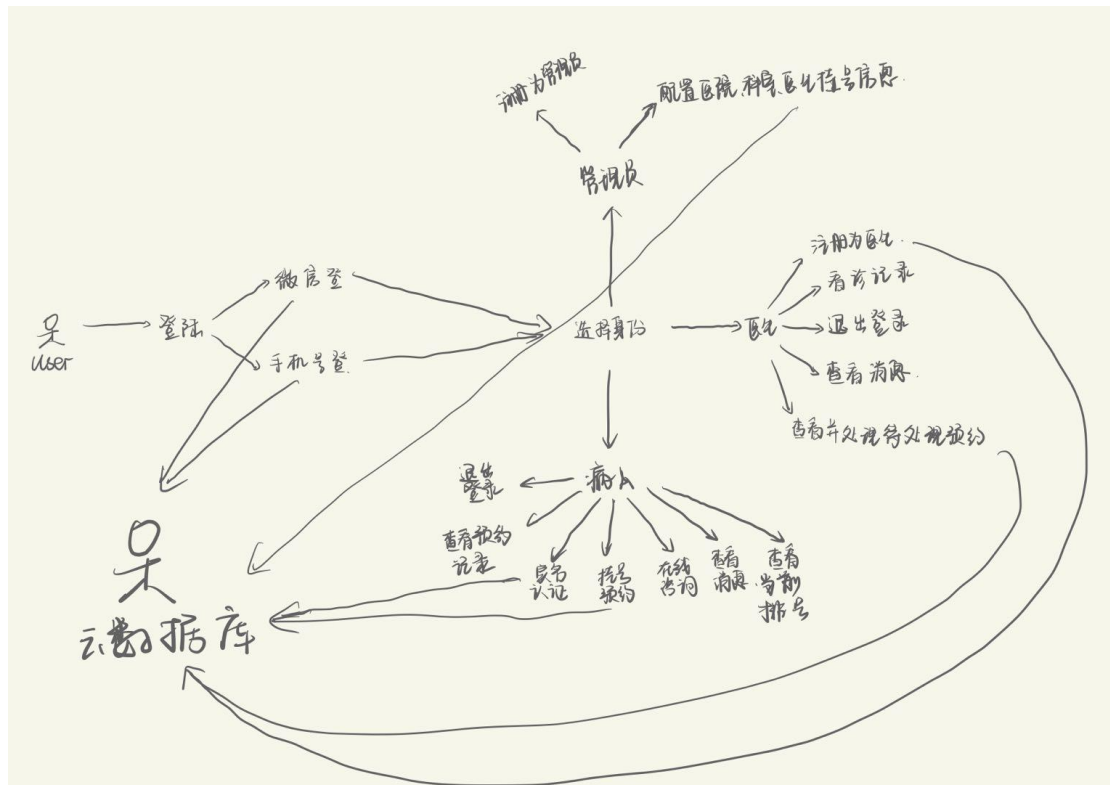 注册为管理员
配置医院、科室、医生挂号信息.
管理员
注册为医生.
微信登
看诊记录
user
登陆
选择身份
医生
退出登录
手机号登.
查看消息.
查看并处理待处理预约
病人
退出
登录
查看预约
记录
实名
认证
挂号
预约
在线
咨询
查看
消息.
查看
当前
排号
云数据库